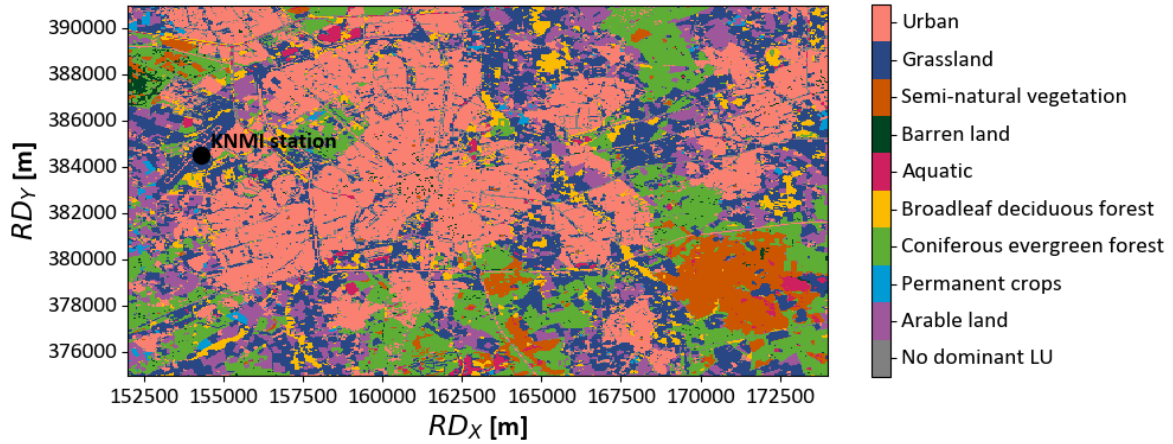 390000
388000
386000
384000
382000
380000
378000
376000
RD_Y [m]
KNMI station
152500 155000 157500 160000 162500 165000 167500 170000 172500
RD_X [m]
Urban
Grassland
Semi-natural vegetation
Barren land
Aquatic
Broadleaf deciduous forest
Coniferous evergreen forest
Permanent crops
Arable land
No dominant LU